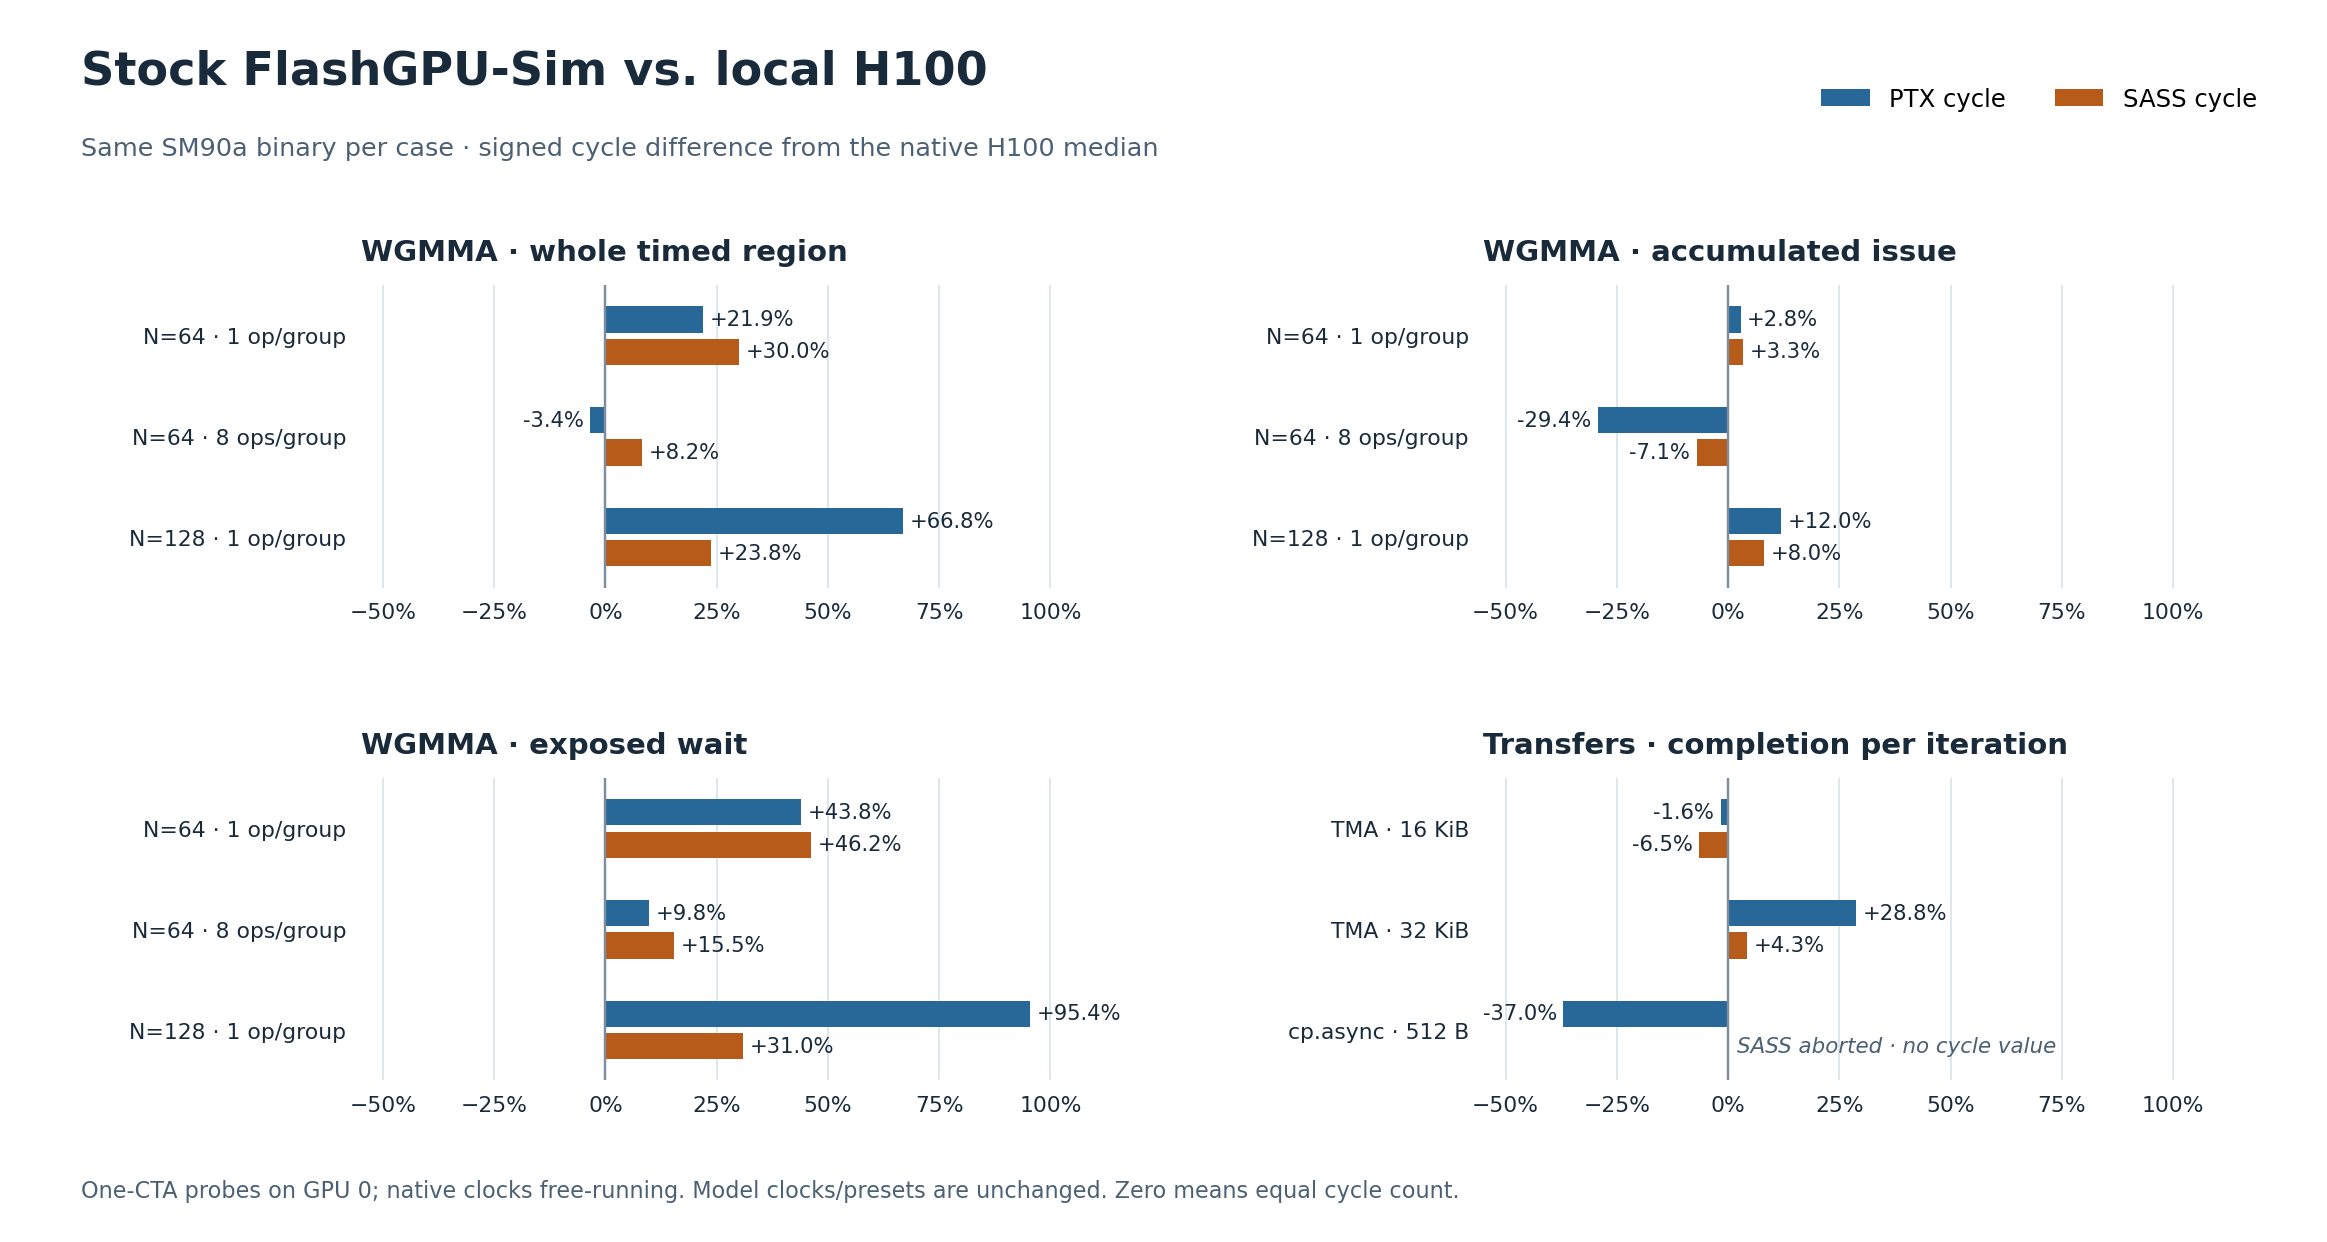 Stock FlashGPU-Sim vs. local H100
PTX cycle
SASS cycle
Same SM90a binary per case · signed cycle difference from the native H100 median
WGMMA · whole timed region
N=64 · 1 op/group
+21.9%
+30.0%
N=64 · 8 ops/group
-3.4%
+8.2%
N=128 · 1 op/group
+66.8%
+23.8%
−50% −25% 0% 25% 50% 75% 100%
WGMMA · accumulated issue
N=64 · 1 op/group
+2.8%
+3.3%
N=64 · 8 ops/group
-29.4%
-7.1%
N=128 · 1 op/group
+12.0%
+8.0%
−50% −25% 0% 25% 50% 75% 100%
WGMMA · exposed wait
N=64 · 1 op/group
+43.8%
+46.2%
N=64 · 8 ops/group
+9.8%
+15.5%
N=128 · 1 op/group
+95.4%
+31.0%
−50% −25% 0% 25% 50% 75% 100%
Transfers · completion per iteration
TMA · 16 KiB
-1.6%
-6.5%
TMA · 32 KiB
+28.8%
+4.3%
cp.async · 512 B
-37.0%
SASS aborted · no cycle value
−50% −25% 0% 25% 50% 75% 100%
One-CTA probes on GPU 0; native clocks free-running. Model clocks/presets are unchanged. Zero means equal cycle count.